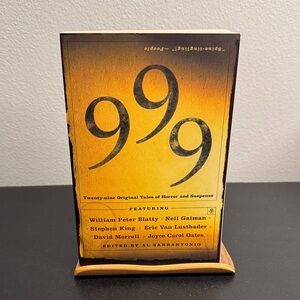 "Spine-tingling!" —People
999
Twenty-nine Original Tales of Horror and Suspense
FEATURING
William Peter Blatty · Neil Gaiman
· Stephen King · Eric Van Lustbader
· David Morrell · Joyce Carol Oates ·
EDITED BY AL SARRANTONIO